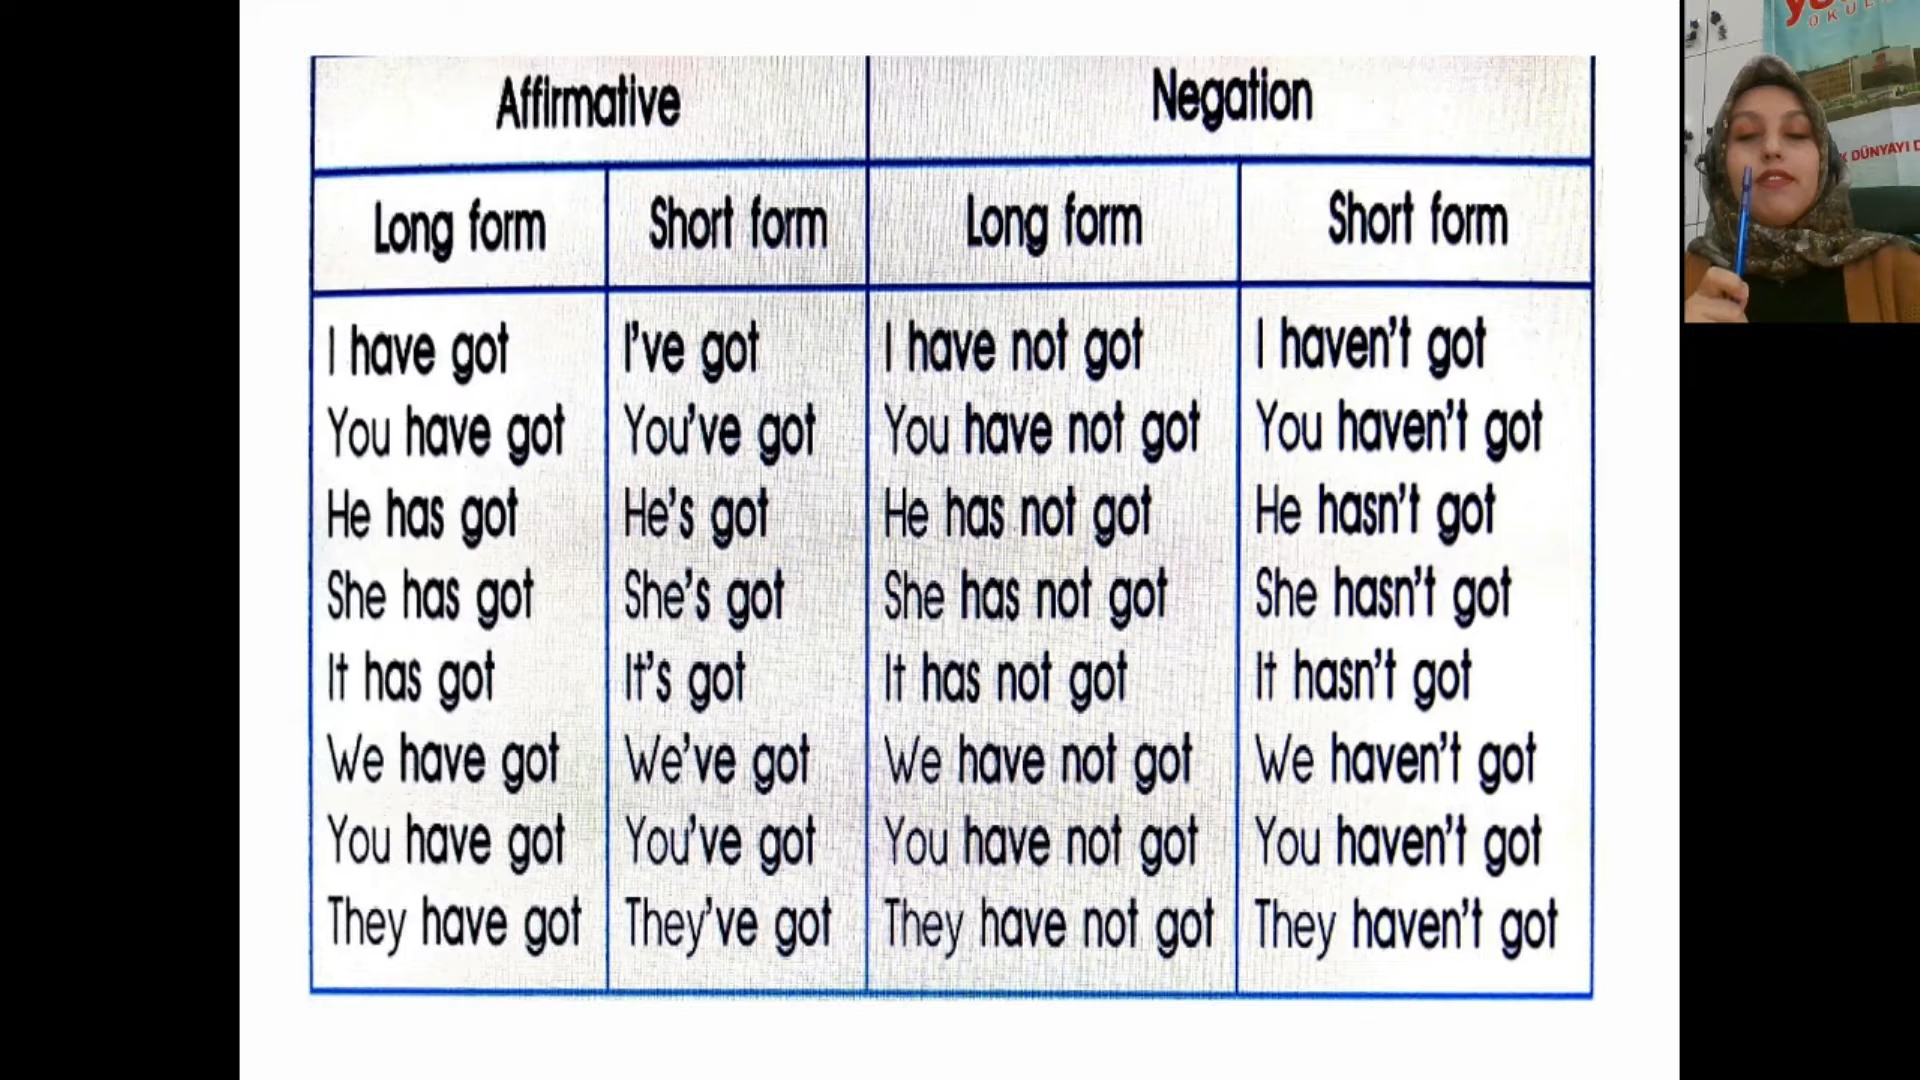 Affirmative
Negation
Long form
Short form
Long form
Short form
I have got
I've got
I have not got
I haven't got
You have got
You've got
You have not got
You haven't got
He has got
He's got
He has not got
He hasn't got
She has got
She's got
She has not got
She hasn't got
It has got
It's got
It has not got
It hasn't got
We have got
We've got
We have not got
We haven't got
You have got
You've got
You have not got
You haven't got
They have got
They've got
They have not got
They haven't got
DÜNYAYI